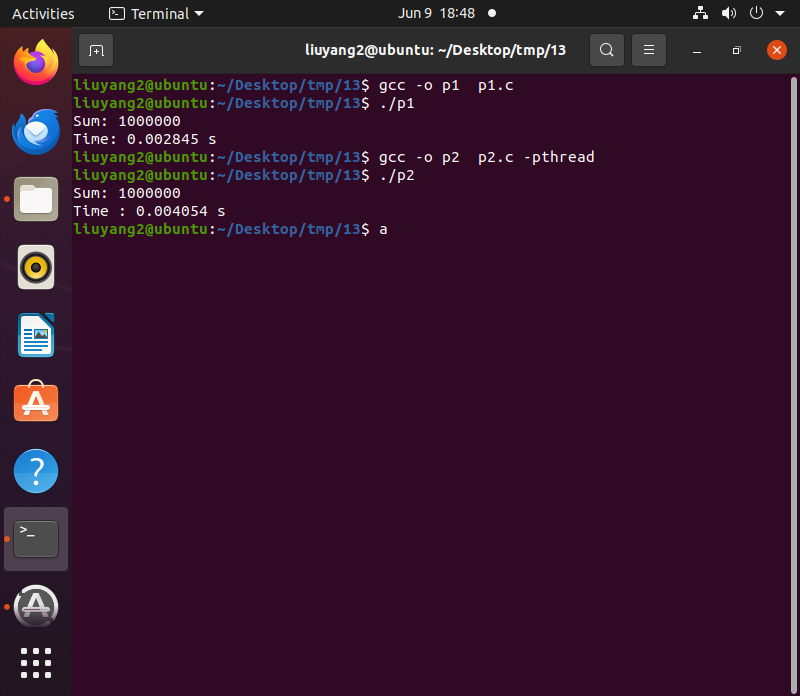 Activities Terminal Jun 9 18:48
liuyang2@ubuntu: ~/Desktop/tmp/13
liuyang2@ubuntu:~/Desktop/tmp/13$ gcc -o p1  p1.c
liuyang2@ubuntu:~/Desktop/tmp/13$ ./p1
Sum: 1000000
Time: 0.002845 s
liuyang2@ubuntu:~/Desktop/tmp/13$ gcc -o p2  p2.c -pthread
liuyang2@ubuntu:~/Desktop/tmp/13$ ./p2
Sum: 1000000
Time : 0.004054 s
liuyang2@ubuntu:~/Desktop/tmp/13$ a